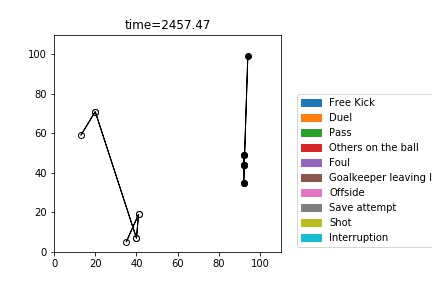 time=2457.47
100
80
60
40
20
0
0 20 40 60 80 100
Free Kick
Duel
Pass
Others on the ball
Foul
Goalkeeper leaving l
Offside
Save attempt
Shot
Interruption